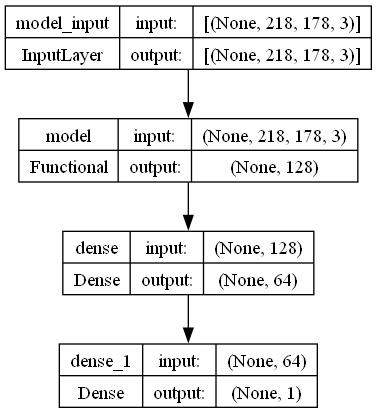 model_input input: [(None, 218, 178, 3)]
InputLayer output: [(None, 218, 178, 3)]
model input: (None, 218, 178, 3)
Functional output: (None, 128)
dense input: (None, 128)
Dense output: (None, 64)
dense_1 input: (None, 64)
Dense output: (None, 1)